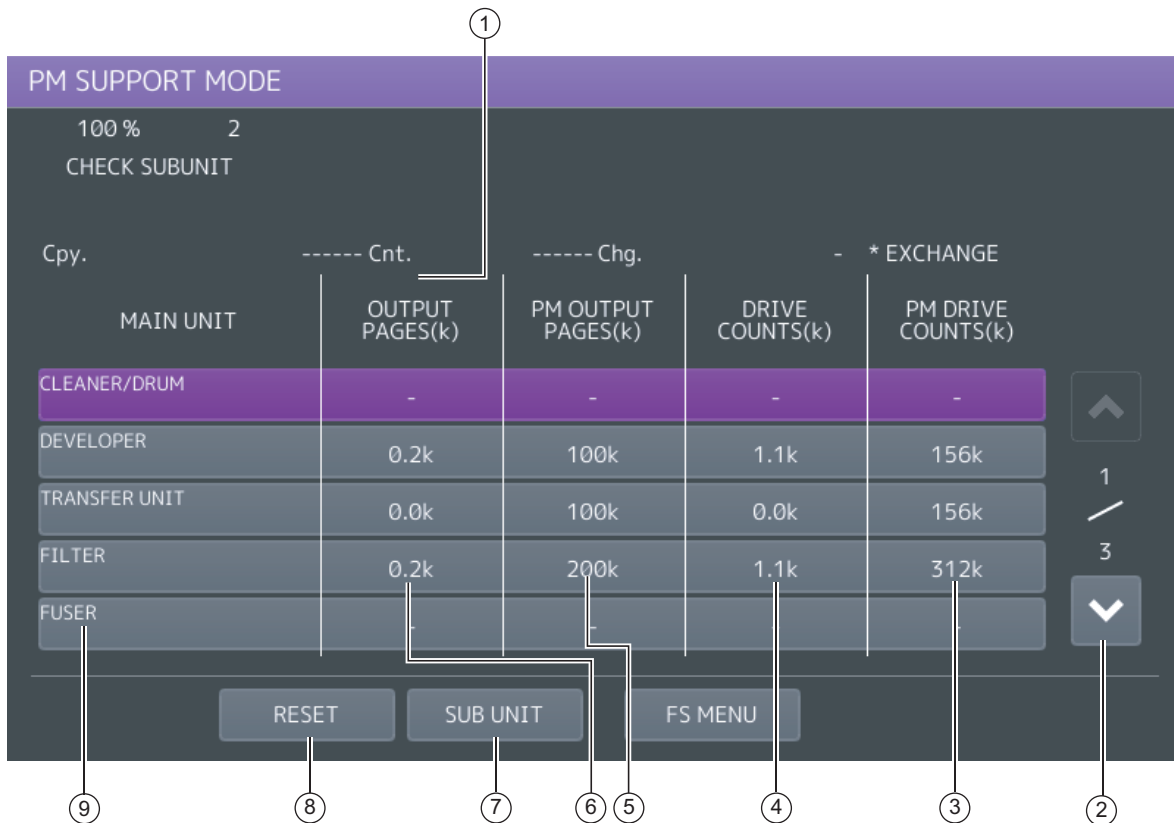 1
PM SUPPORT MODE
100 % 2
CHECK SUBUNIT
Cpy. ------ Cnt. ------ Chg. - * EXCHANGE
MAIN UNIT OUTPUT PAGES(k) PM OUTPUT PAGES(k) DRIVE COUNTS(k) PM DRIVE COUNTS(k)
CLEANER/DRUM - - - -
DEVELOPER 0.2k 100k 1.1k 156k
TRANSFER UNIT 0.0k 100k 0.0k 156k
FILTER 0.2k 200k 1.1k 312k
FUSER - - - -
1 / 3
RESET SUB UNIT FS MENU
9 8 7 6 5 4 3 2